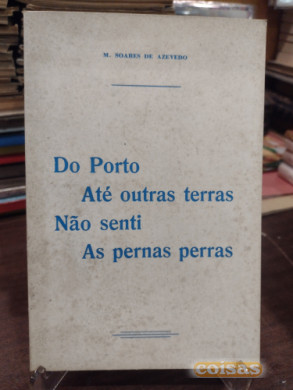 M. SOARES DE AZEVEDO
Do Porto
Até outras terras
Não senti
As pernas perras
coisas